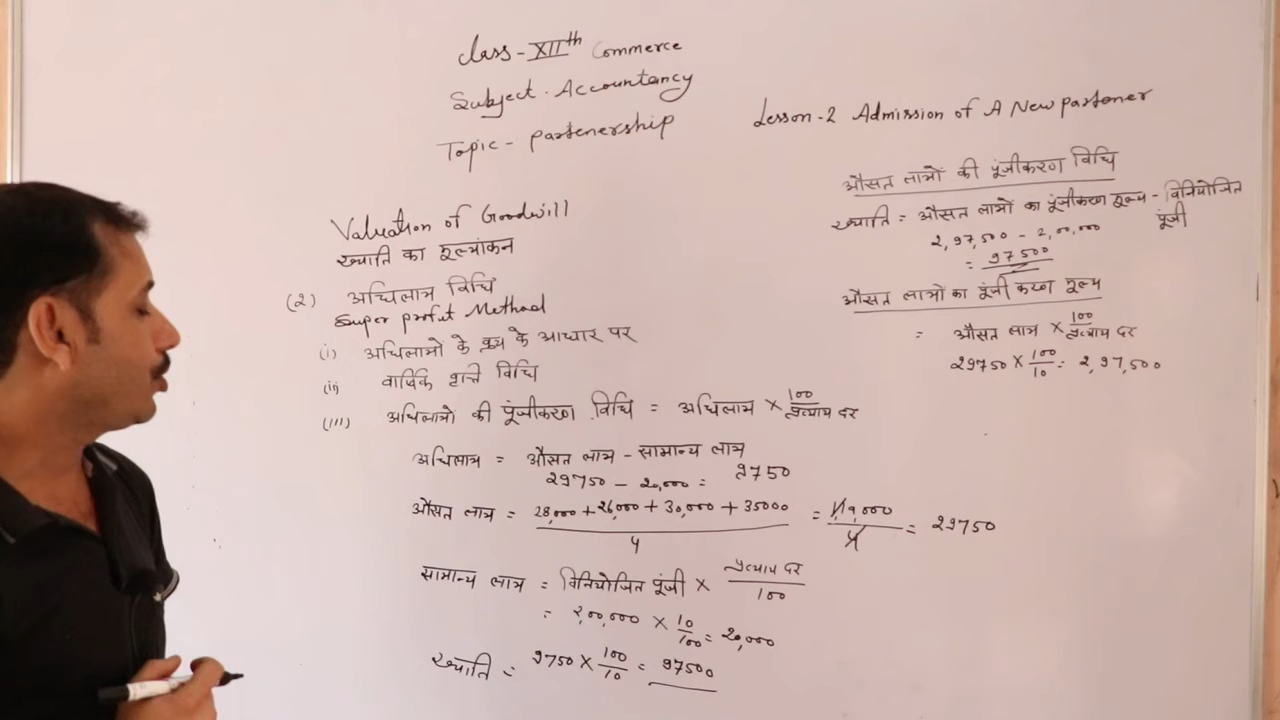 Class - XIIth Commerce
Subject. Accountancy
Topic - partenership
Lesson-2 Admission of A New partener
Valuation of Goodwill
ख्याति का मूल्यांकन
(2) अधिलाभ विधि
Super profit Method
(i) अधिलाभो के क्रय के आधार पर
(ii) वार्षिक वृत्ति विधि
(iii) अधिलाभो की पूंजीकरण विधि = अधिलाभ × 100/प्रत्याय दर
अधिलाभ = औसत लाभ - सामान्य लाभ
29750 - 20,000 = 9750
औसत लाभ = 28,000 + 26,000 + 30,000 + 35000 / 4 = 119,000 / 4 = 29750
सामान्य लाभ = विनियोजित पूंजी × प्रत्याय दर / 100
= 2,00,000 × 10/100 = 20,000
ख्याति = 9750 × 100/10 = 97500
औसत लाभो की पूंजीकरण विधि
ख्याति = औसत लाभो का पूंजीकरण मूल्य - विनियोजित
पूंजी
2,97,500 - 2,00,000
= 97500
औसत लाभो का पूंजी करण मूल्य
= औसत लाभ × 100/प्रत्याय दर
29750 × 100/10 = 2,97,500